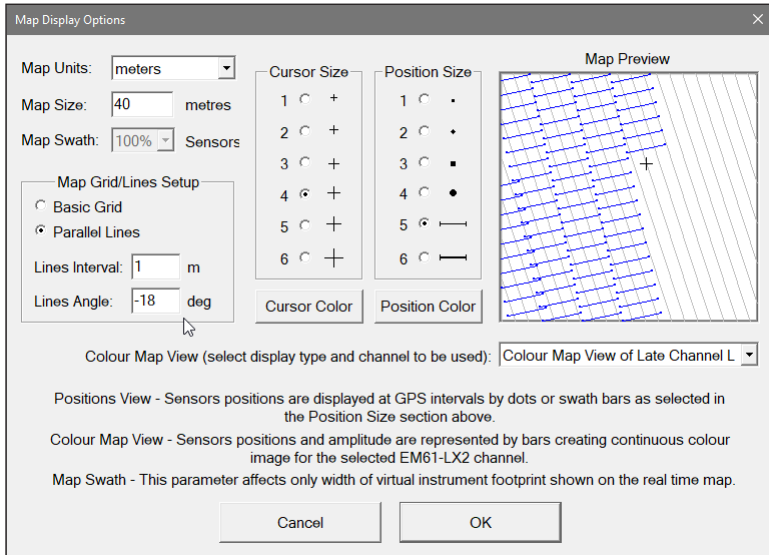 Map Display Options
Map Units: meters
Map Size: 40 metres
Map Swath: 100% Sensors
Map Grid/Lines Setup
Basic Grid
Parallel Lines
Lines Interval: 1 m
Lines Angle: -18 deg
Cursor Size
1
2
3
4
5
6
Cursor Color
Position Size
1
2
3
4
5
6
Position Color
Map Preview
Colour Map View (select display type and channel to be used): Colour Map View of Late Channel L
Positions View - Sensors positions are displayed at GPS intervals by dots or swath bars as selected in
the Position Size section above.
Colour Map View - Sensors positions and amplitude are represented by bars creating continuous colour
image for the selected EM61-LX2 channel.
Map Swath - This parameter affects only width of virtual instrument footprint shown on the real time map.
Cancel
OK